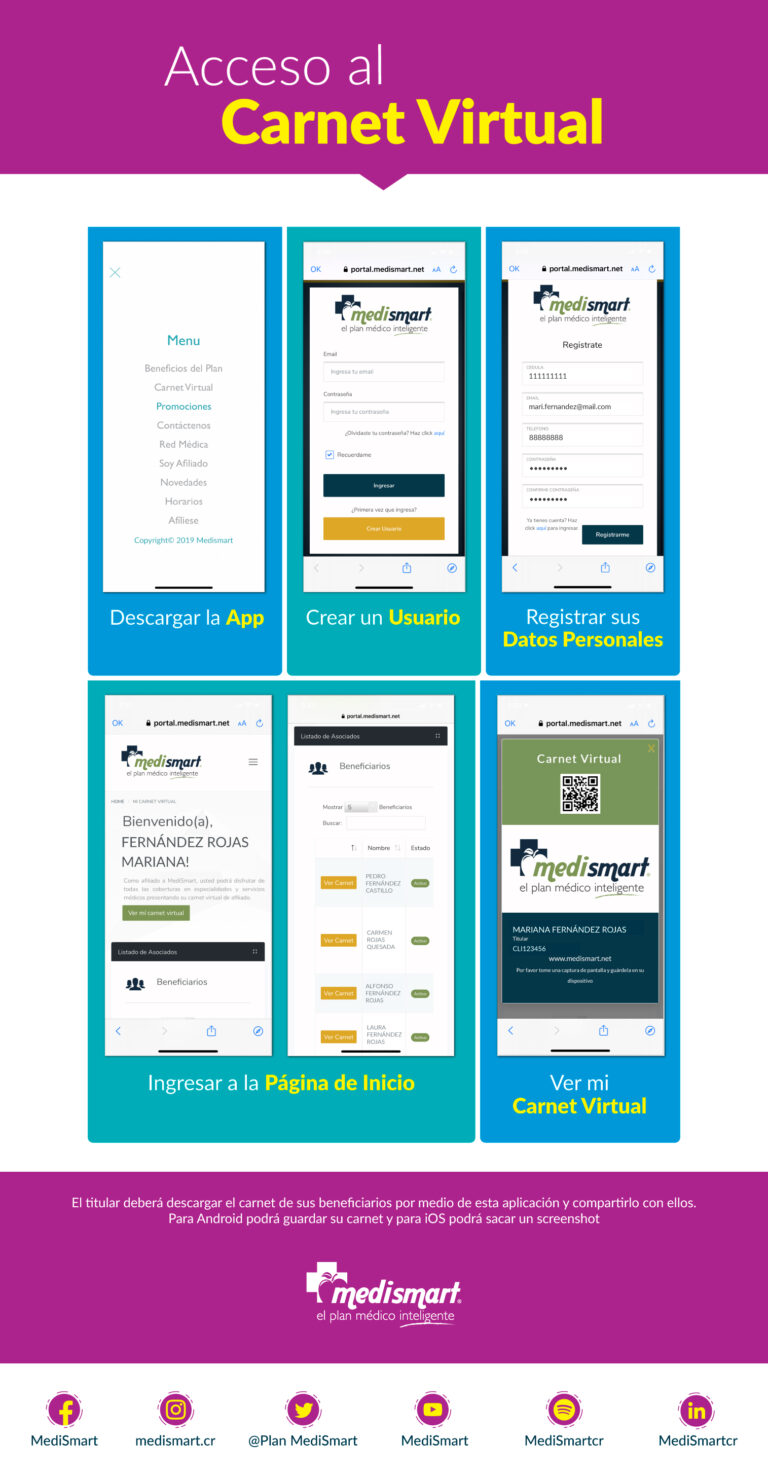 Acceso al
Carnet Virtual
Menu
Beneficios del Plan
Carnet Virtual
Promociones
Contáctenos
Red Médica
Soy Afiliado
Novedades
Horarios
Afíliese
Copyright© 2019 Medismart
Descargar la App
OK portal.medismart.net AA
medismart®
el plan médico inteligente
Email
Ingresa tu email
Contraseña
Ingresa tu contraseña
¿Olvidaste tu contraseña? Haz click aquí
Recuerdame
Ingresar
¿Primera vez que ingresa?
Crear Usuario
Crear un Usuario
OK portal.medismart.net AA
medismart®
el plan médico inteligente
Registrate
CEDULA
111111111
EMAIL
mari.fernandez@mail.com
TELEFONO
88888888
CONTRASEÑA
CONFIRME CONTRASEÑA
Ya tienes cuenta? Haz
click aquí para ingresar
Registrarme
Registrar sus
Datos Personales
OK portal.medismart.net AA
medismart®
el plan médico inteligente
HOME MI CARNET VIRTUAL
Bienvenido(a),
FERNÁNDEZ ROJAS
MARIANA!
Como afiliado a MediSmart, usted podrá disfrutar de
todas las coberturas en especialidades y servicios
médicos presentando su carnet virtual de afiliado.
Ver mi carnet virtual
Listado de Asociados
Beneficiarios
portal.medismart.net
Listado de Asociados
Beneficiarios
Mostrar 5 Beneficiarios
Buscar:
Nombre Estado
Ver Carnet PEDRO FERNÁNDEZ CASTILLO Activo
Ver Carnet CARMEN ROJAS QUESADA Activo
Ver Carnet ALFONSO FERNÁNDEZ ROJAS Activo
Ver Carnet LAURA FERNÁNDEZ ROJAS Activo
Ingresar a la Página de Inicio
OK portal.medismart.net AA
X
Carnet Virtual
medismart®
el plan médico inteligente
MARIANA FERNÁNDEZ ROJAS
Titular
CLI123456
www.medismart.net
Por favor tome una captura de pantalla y guárdela en su
dispositivo
Ver mi
Carnet Virtual
El titular deberá descargar el carnet de sus beneficiarios por medio de esta aplicación y compartirlo con ellos.
Para Android podrá guardar su carnet y para iOS podrá sacar un screenshot
medismart®
el plan médico inteligente
MediSmart
medismart.cr
@Plan MediSmart
MediSmart
MediSmartcr
MediSmartcr